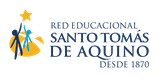 RED EDUCACIONAL
SANTO TOMÁS
DE AQUINO
DESDE 1870